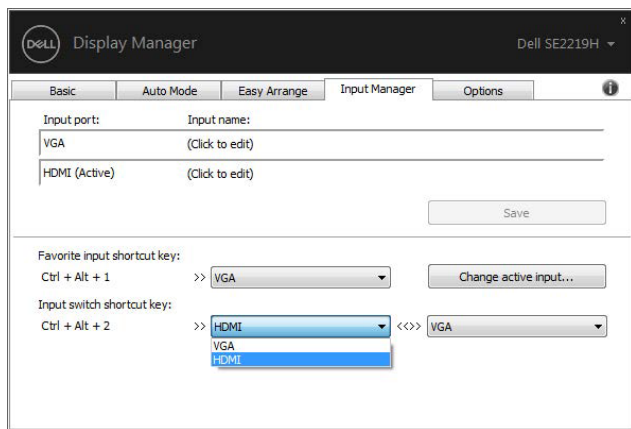 x
DELL Display Manager Dell SE2219H
Basic Auto Mode Easy Arrange Input Manager Options i
Input port: Input name:
VGA (Click to edit)
HDMI (Active) (Click to edit)
Save
Favorite input shortcut key:
Ctrl + Alt + 1 >> VGA Change active input...
Input switch shortcut key:
Ctrl + Alt + 2 >> HDMI <<>> VGA
VGA
HDMI